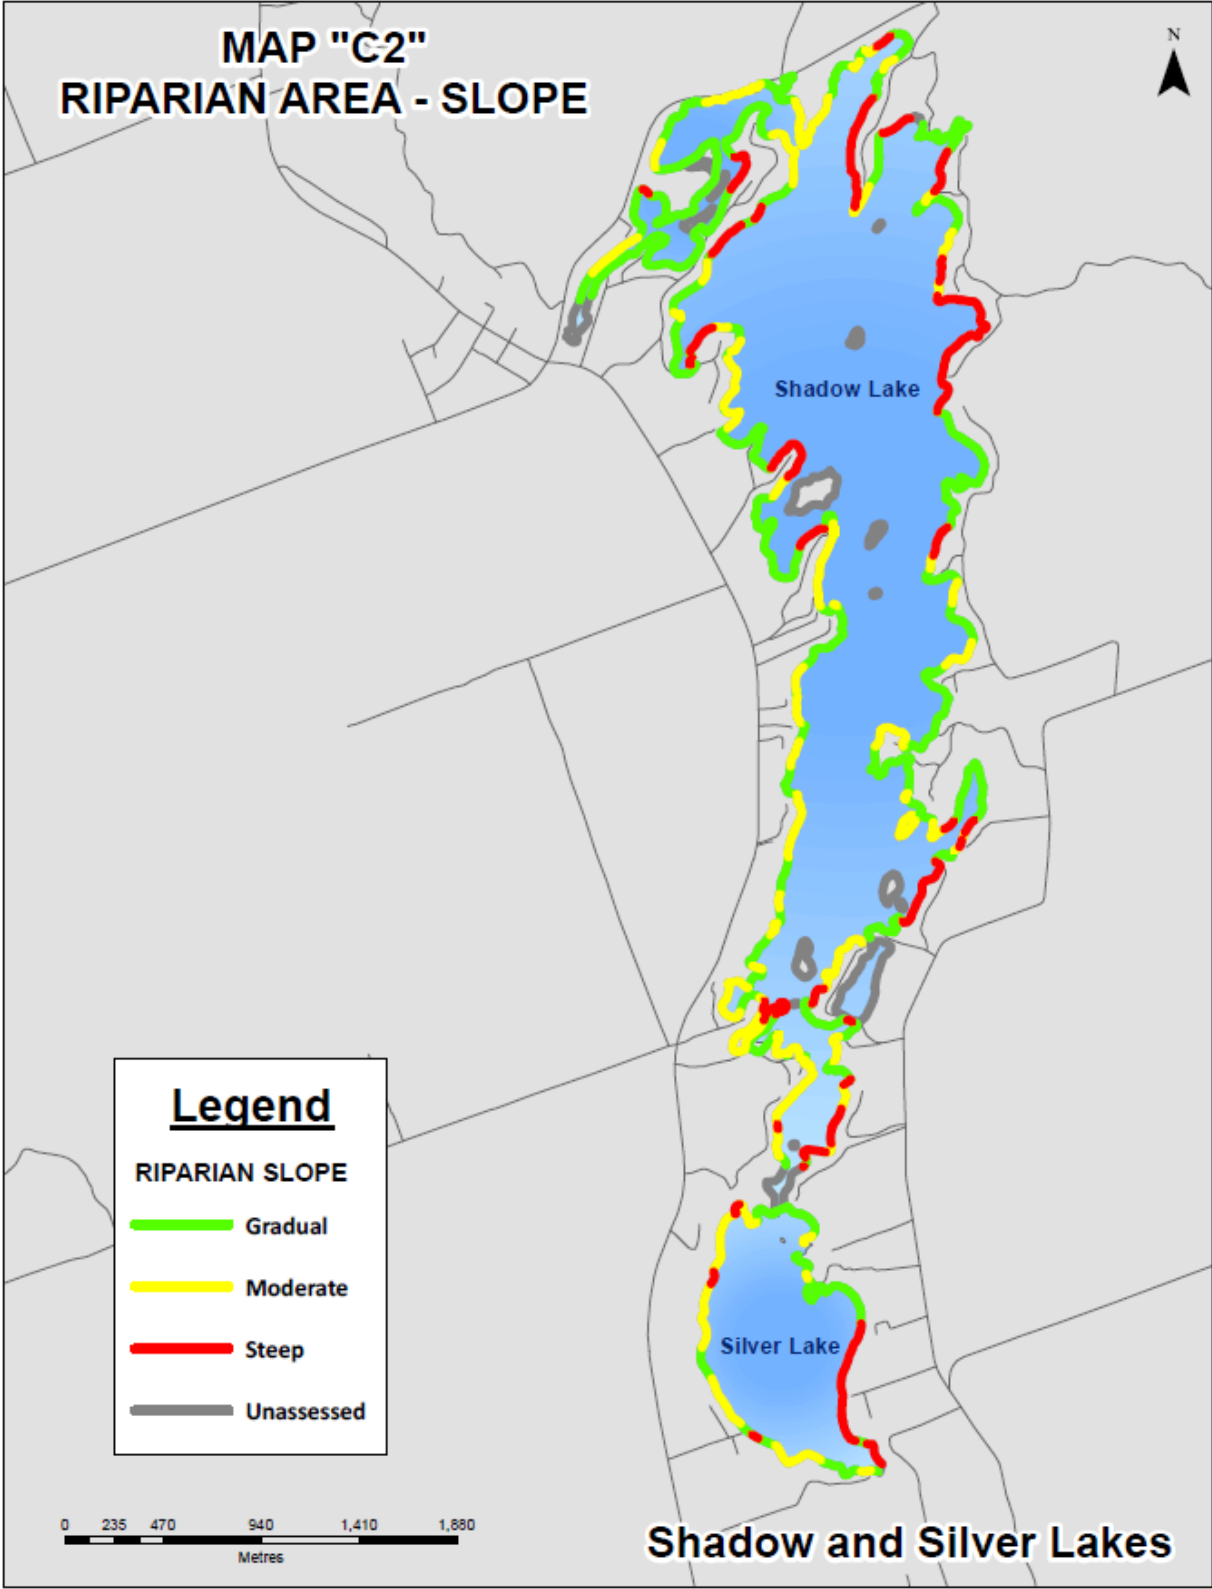 MAP "C2"
RIPARIAN AREA - SLOPE
N
Shadow Lake
Legend
RIPARIAN SLOPE
Gradual
Moderate
Steep
Unassessed
Silver Lake
0 235 470 940 1,410 1,880
Metres
Shadow and Silver Lakes